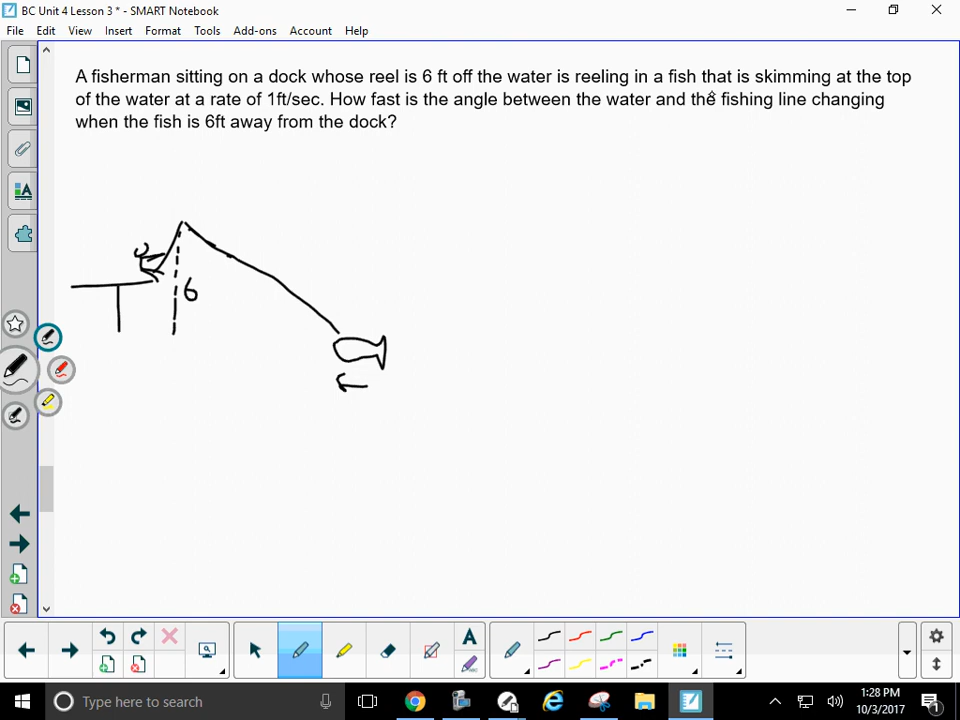 BC Unit 4 Lesson 3 * - SMART Notebook
File Edit View Insert Format Tools Add-ons Account Help
A fisherman sitting on a dock whose reel is 6 ft off the water is reeling in a fish that is skimming at the top
of the water at a rate of 1ft/sec. How fast is the angle between the water and the fishing line changing
when the fish is 6ft away from the dock?
6
A
Type here to search
1:28 PM
10/3/2017
1